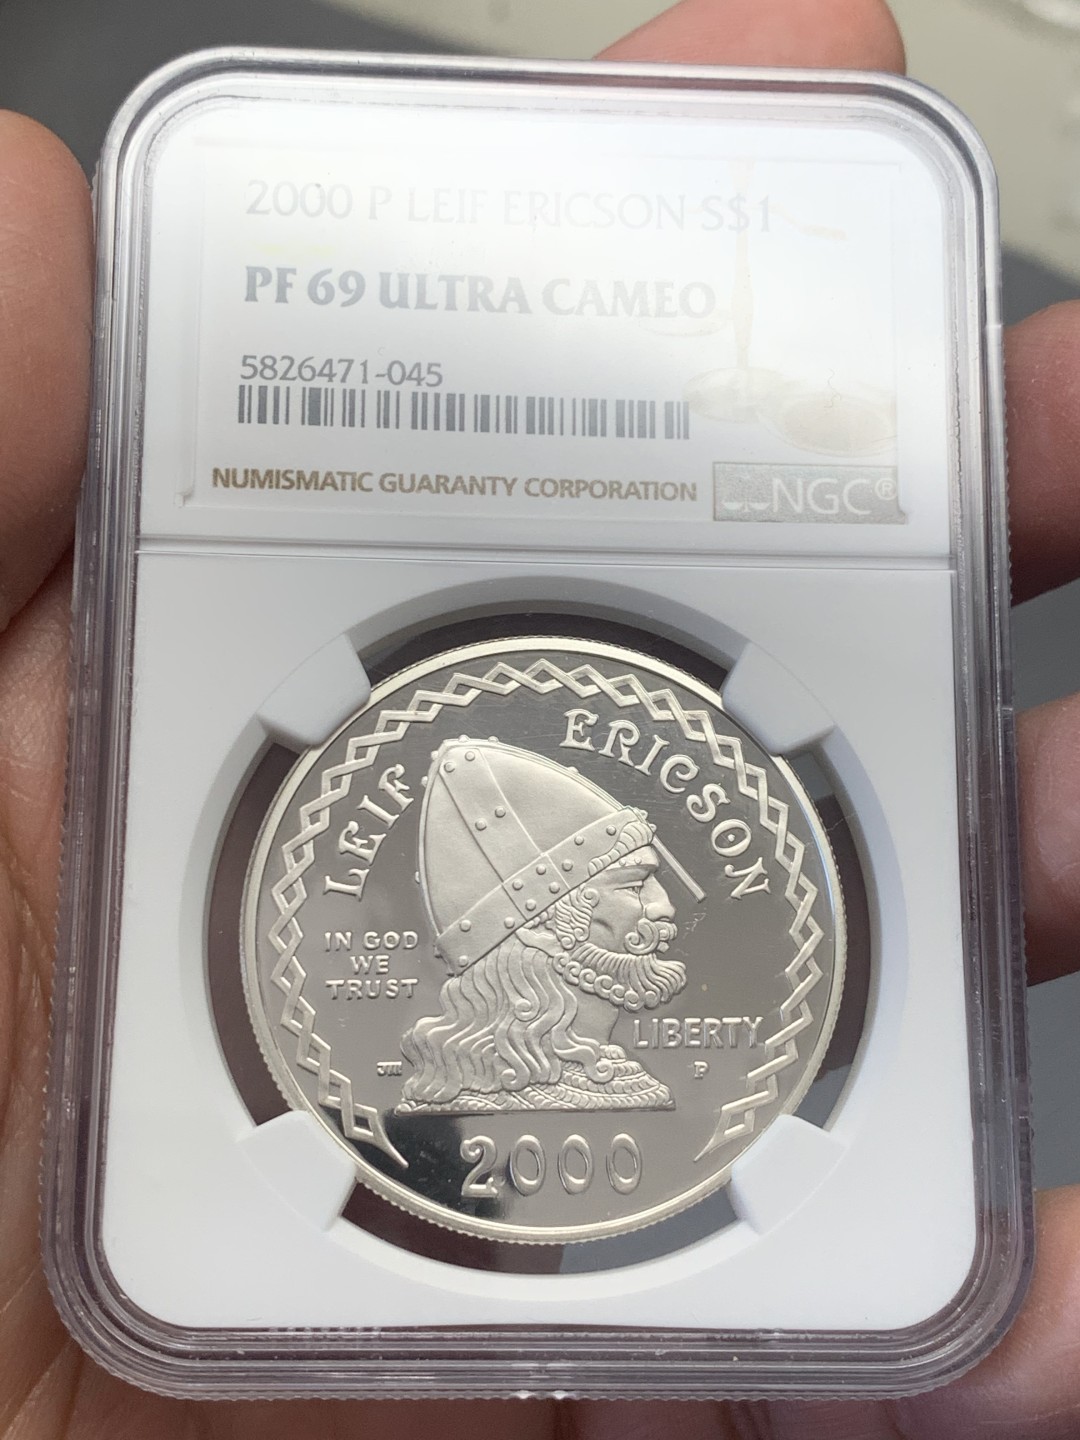 2000 P LEIF ERICSON S$1
PF 69 ULTRA CAMEO
5826471-045
NUMISMATIC GUARANTY CORPORATION
NGC®
LEIF ERICSON
IN GOD
WE
TRUST
LIBERTY
P
2000